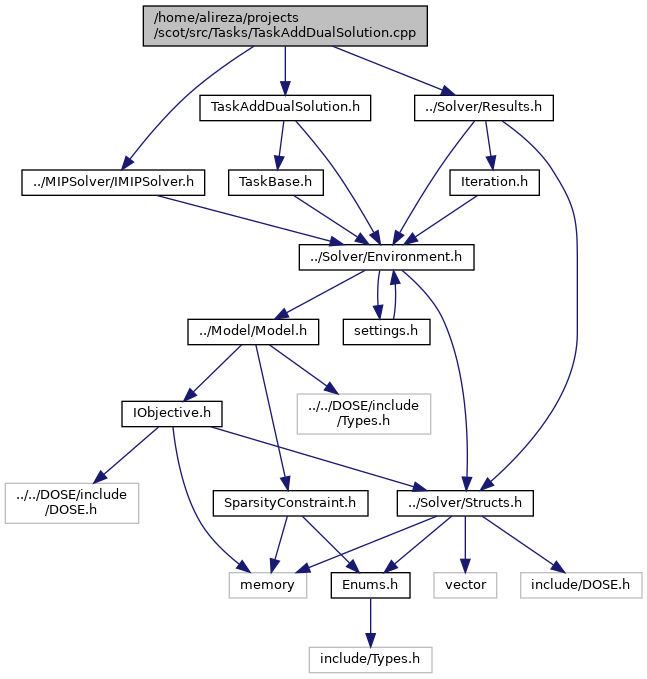 /home/alireza/projects
/scot/src/Tasks/TaskAddDualSolution.cpp
TaskAddDualSolution.h
../Solver/Results.h
../MIPSolver/IMIPSolver.h
TaskBase.h
Iteration.h
../Solver/Environment.h
../Model/Model.h
settings.h
IObjective.h
../../DOSE/include
/Types.h
../../DOSE/include
/DOSE.h
SparsityConstraint.h
../Solver/Structs.h
memory
Enums.h
vector
include/DOSE.h
include/Types.h